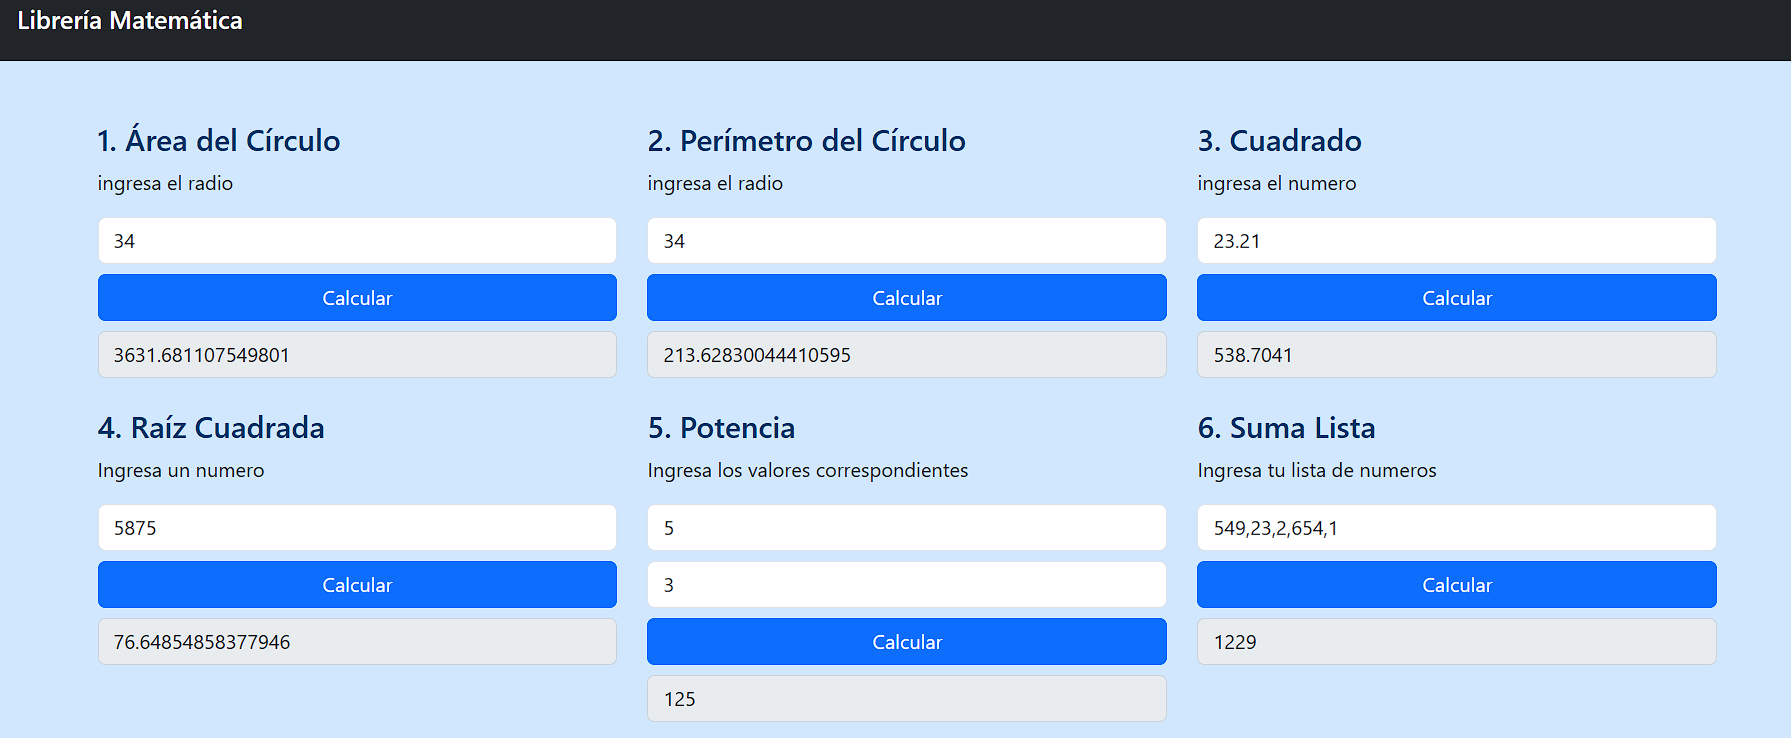 Librería Matemática
1. Área del Círculo
ingresa el radio
34
Calcular
3631.681107549801
2. Perímetro del Círculo
ingresa el radio
34
Calcular
213.62830044410595
3. Cuadrado
ingresa el numero
23.21
Calcular
538.7041
4. Raíz Cuadrada
Ingresa un numero
5875
Calcular
76.64854858377946
5. Potencia
Ingresa los valores correspondientes
5
3
Calcular
125
6. Suma Lista
Ingresa tu lista de numeros
549,23,2,654,1
Calcular
1229